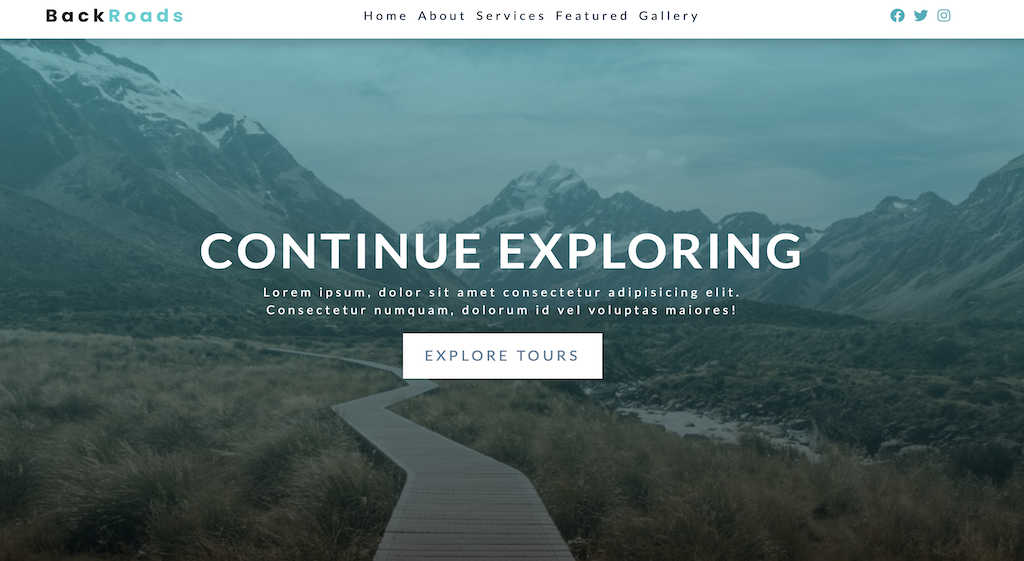 BackRoads
Home About Services Featured Gallery
CONTINUE EXPLORING
Lorem ipsum, dolor sit amet consectetur adipisicing elit.
Consectetur numquam, dolorum id vel voluptas maiores!
EXPLORE TOURS